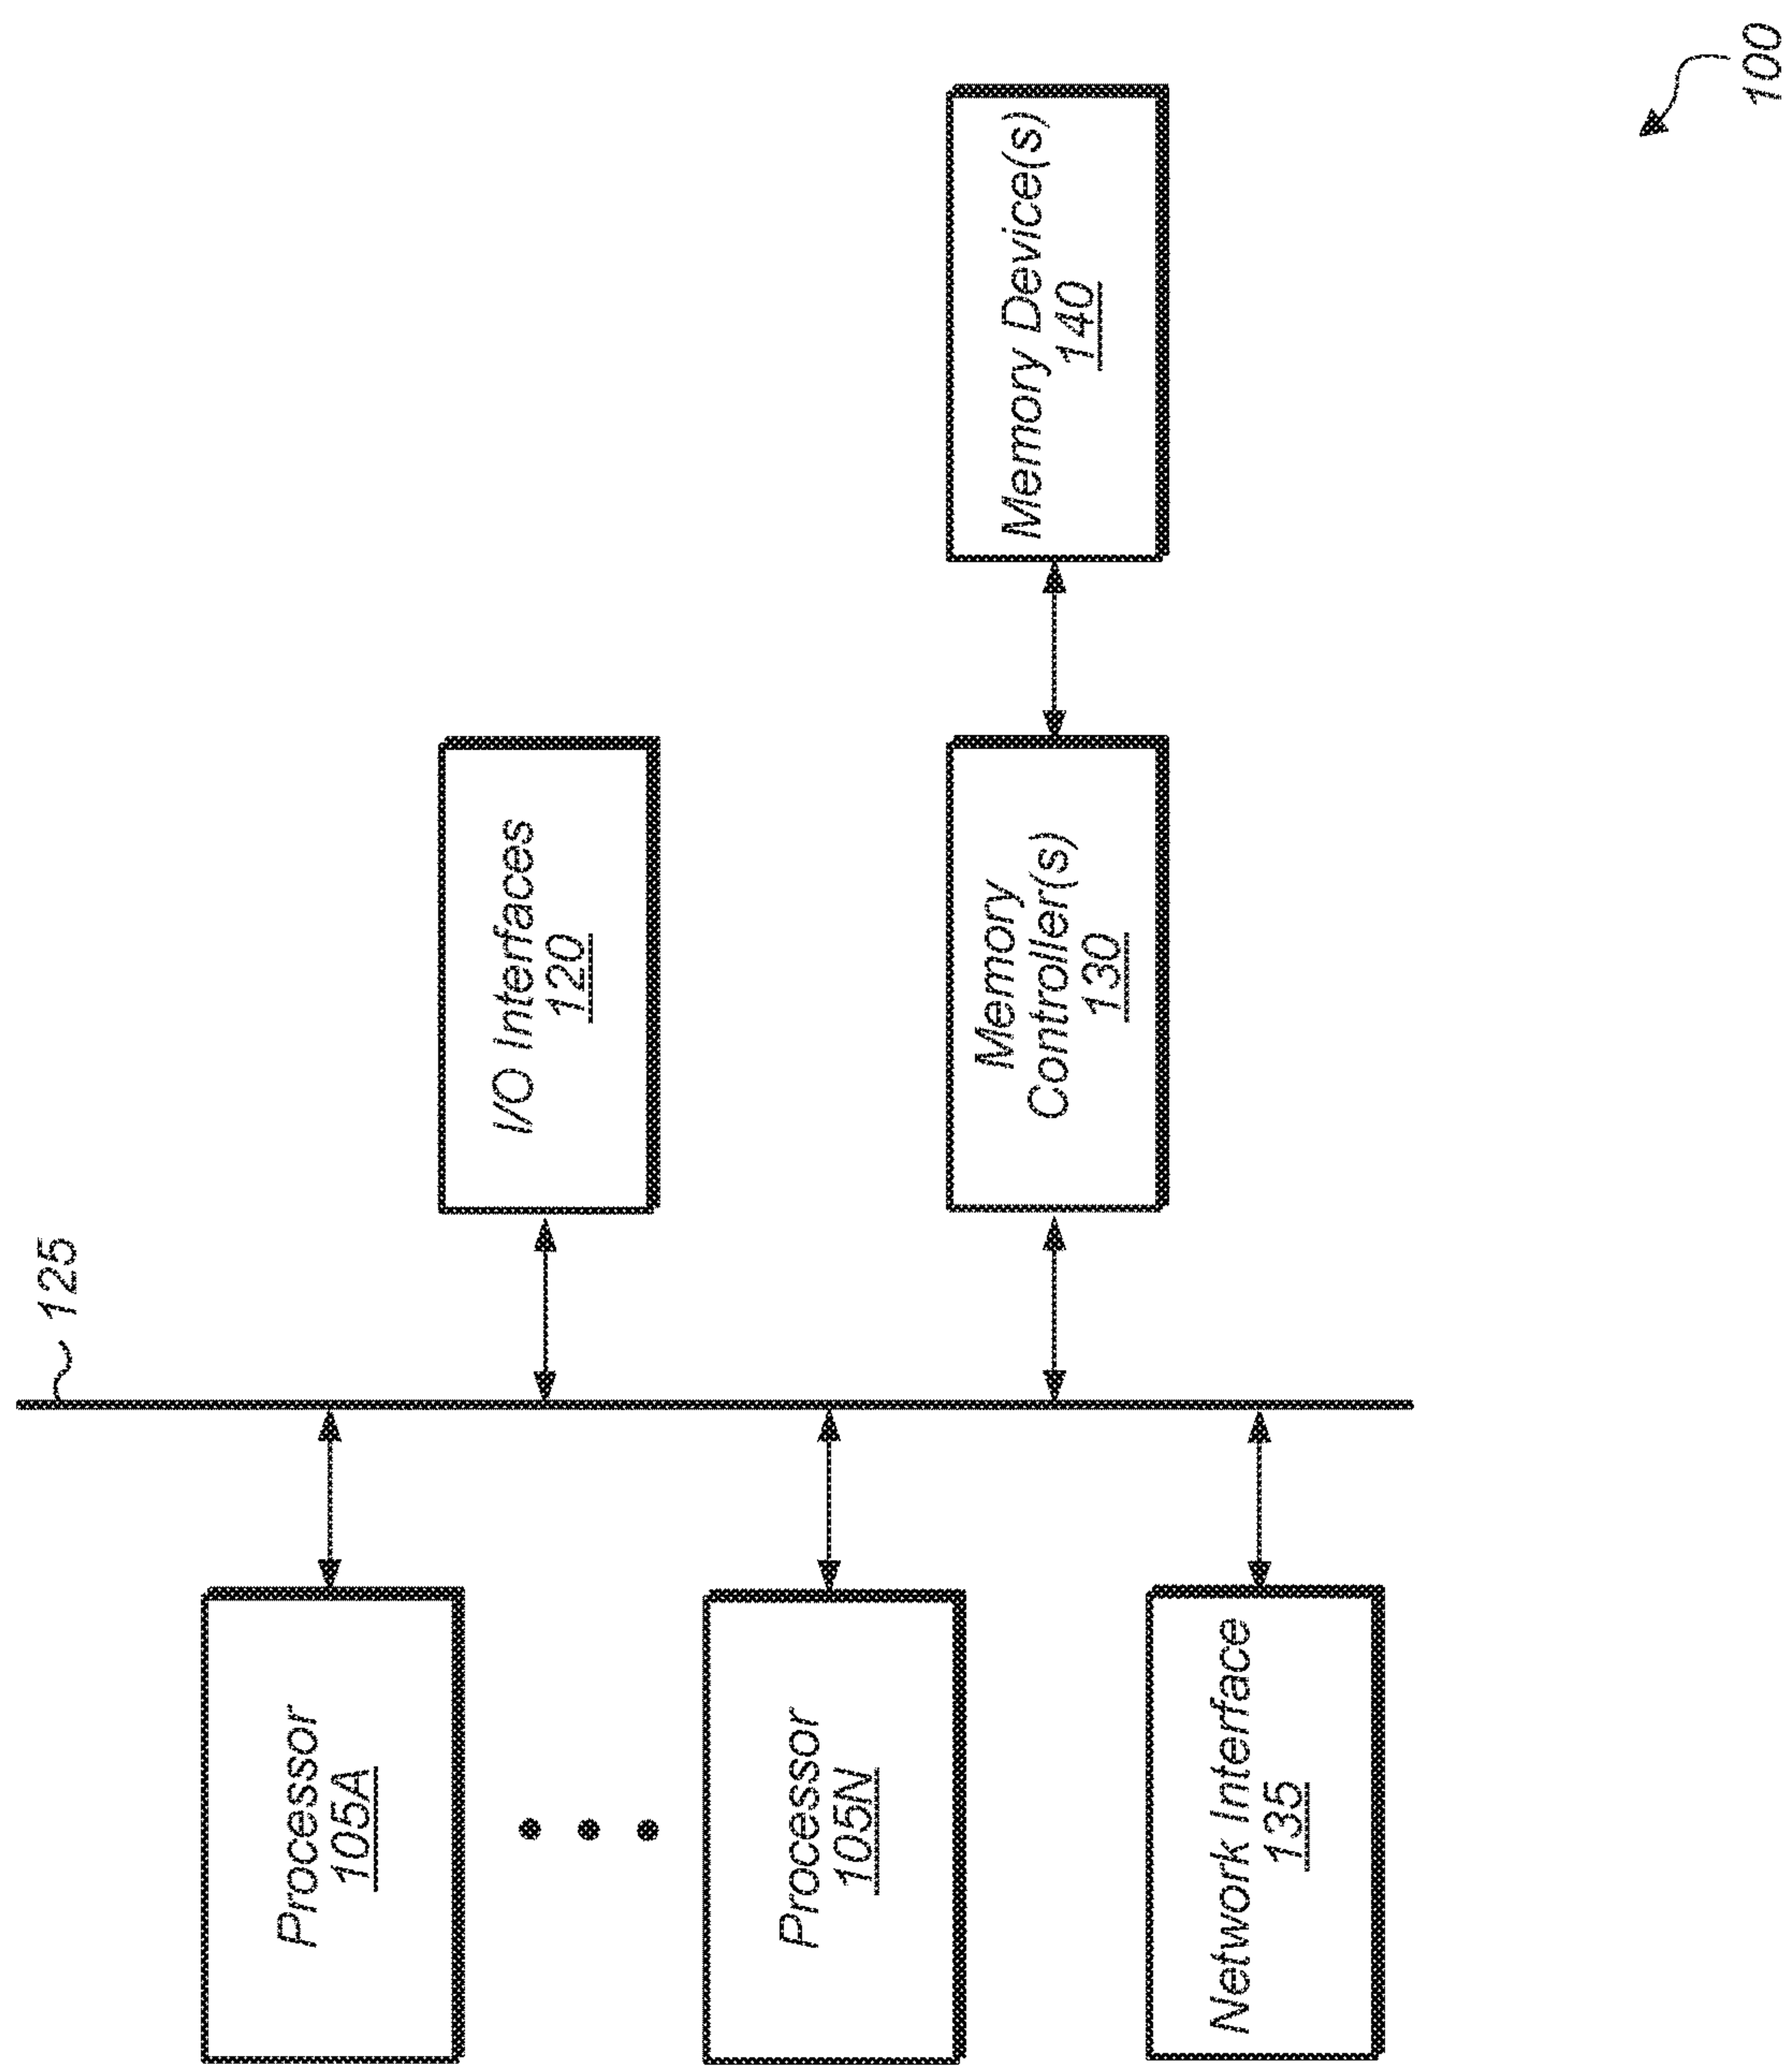 125
Processor
105A
I/O Interfaces
120
Processor
105N
Memory
Controller(s)
130
Memory Device(s)
140
Network Interface
135
100